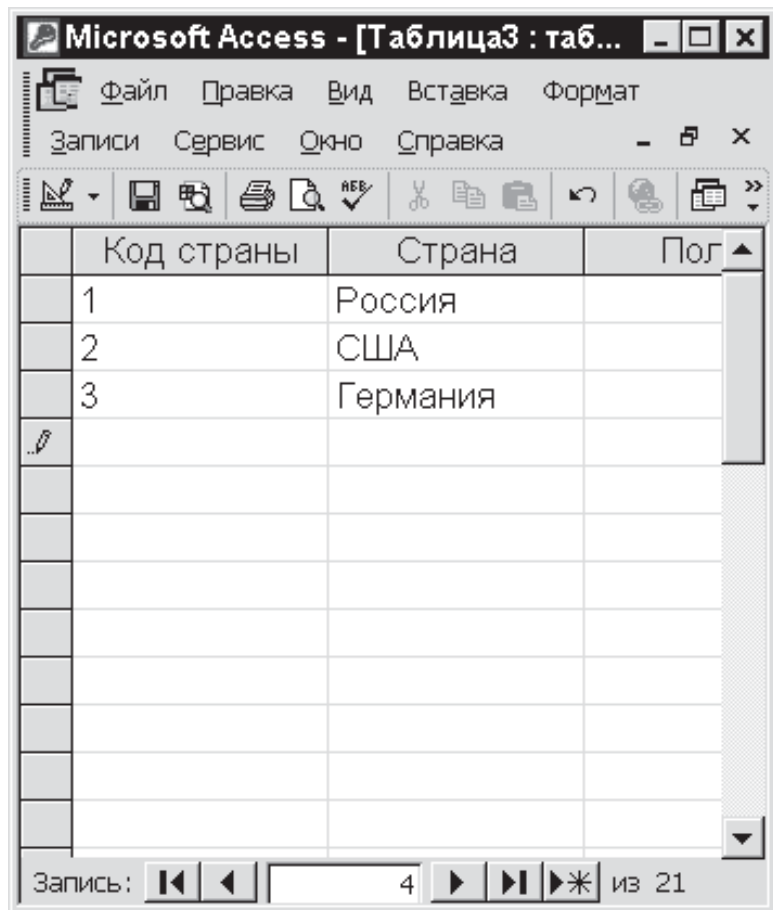 Microsoft Access - [Таблица3 : таб...
Файл Правка Вид Вставка Формат
Записи Сервис Окно Справка
АБВ
Код страны Страна Пол
1 Россия
2 США
3 Германия
Запись: 4 из 21